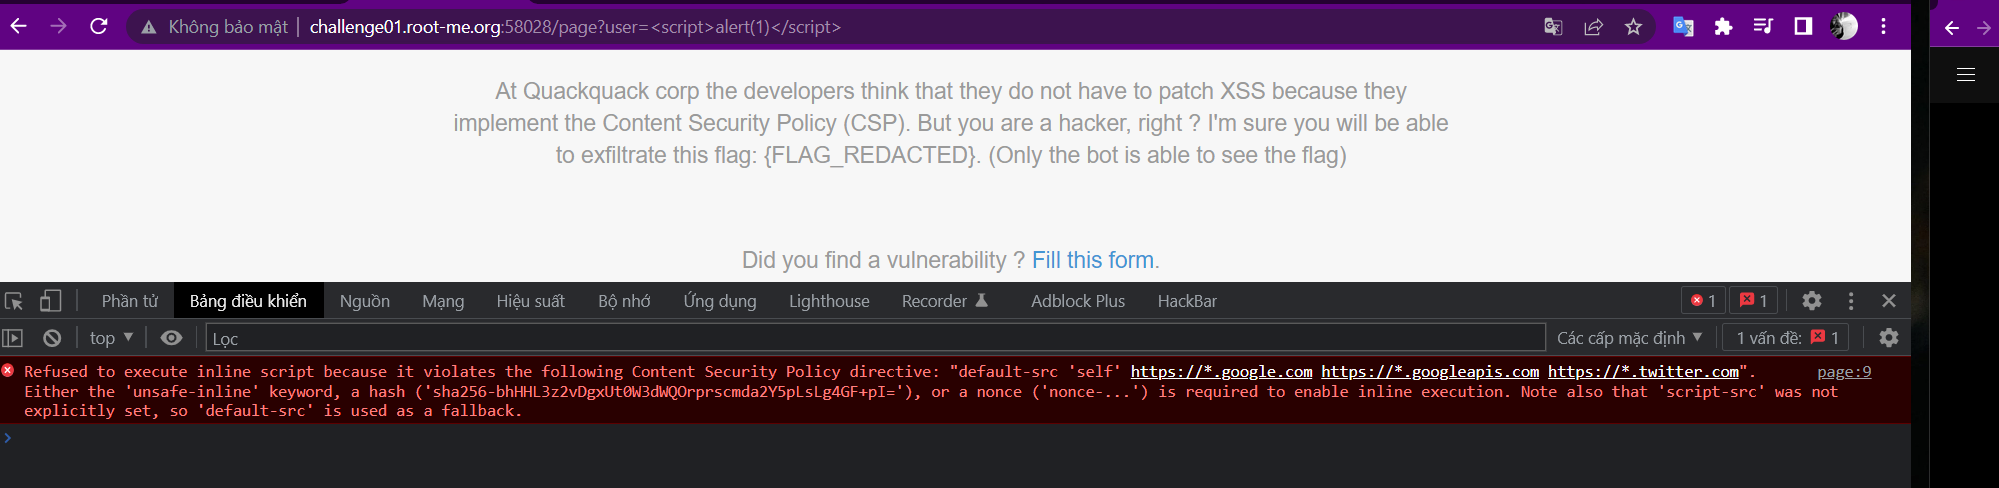 Không bảo mật | challenge01.root-me.org:58028/page?user=<script>alert(1)</script>
At Quackquack corp the developers think that they do not have to patch XSS because they
implement the Content Security Policy (CSP). But you are a hacker, right ? I'm sure you will be able
to exfiltrate this flag: {FLAG_REDACTED}. (Only the bot is able to see the flag)
Did you find a vulnerability ? Fill this form.
Phần tử Bảng điều khiển Nguồn Mạng Hiệu suất Bộ nhớ Ứng dụng Lighthouse Recorder Adblock Plus HackBar 1 1
top Lọc Các cấp mặc định 1 vấn đề: 1
Refused to execute inline script because it violates the following Content Security Policy directive: "default-src 'self' https://*.google.com https://*.googleapis.com https://*.twitter.com". page:9
Either the 'unsafe-inline' keyword, a hash ('sha256-bhHHL3z2vDgxUt0W3dWQOrprscmda2Y5pLsLg4GF+pI='), or a nonce ('nonce-...') is required to enable inline execution. Note also that 'script-src' was not
explicitly set, so 'default-src' is used as a fallback.